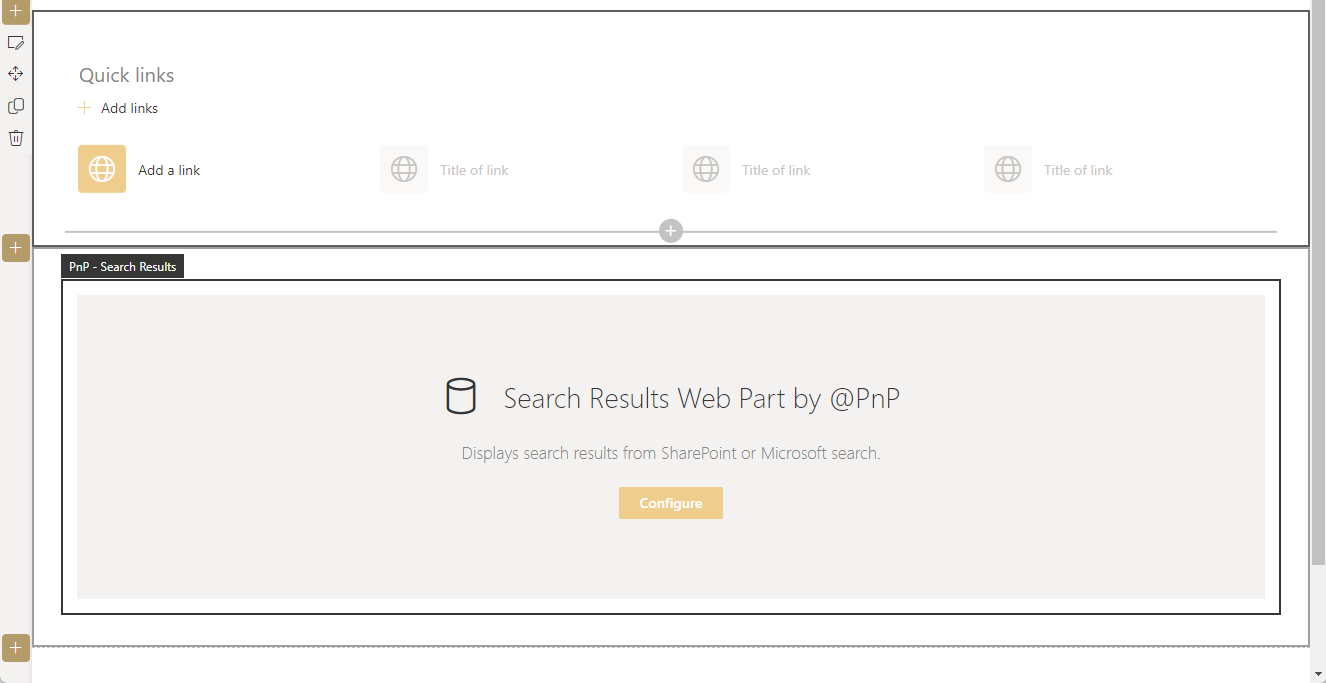 Quick links
Add links
Add a link
Title of link
Title of link
Title of link
PnP - Search Results
Search Results Web Part by @PnP
Displays search results from SharePoint or Microsoft search.
Configure